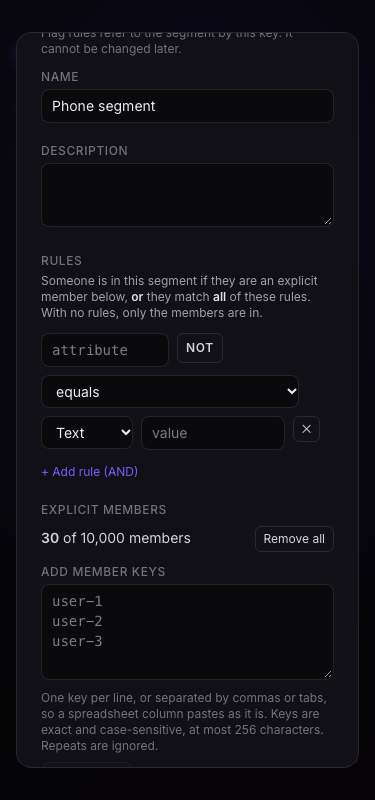 Flag rules refer to the segment by this key. It
cannot be changed later.
NAME
Phone segment
DESCRIPTION
RULES
Someone is in this segment if they are an explicit
member below, or they match all of these rules.
With no rules, only the members are in.
attribute
NOT
equals
Text
value
×
+ Add rule (AND)
EXPLICIT MEMBERS
30 of 10,000 members
Remove all
ADD MEMBER KEYS
user-1
user-2
user-3
One key per line, or separated by commas or tabs,
so a spreadsheet column pastes as it is. Keys are
exact and case-sensitive, at most 256 characters.
Repeats are ignored.